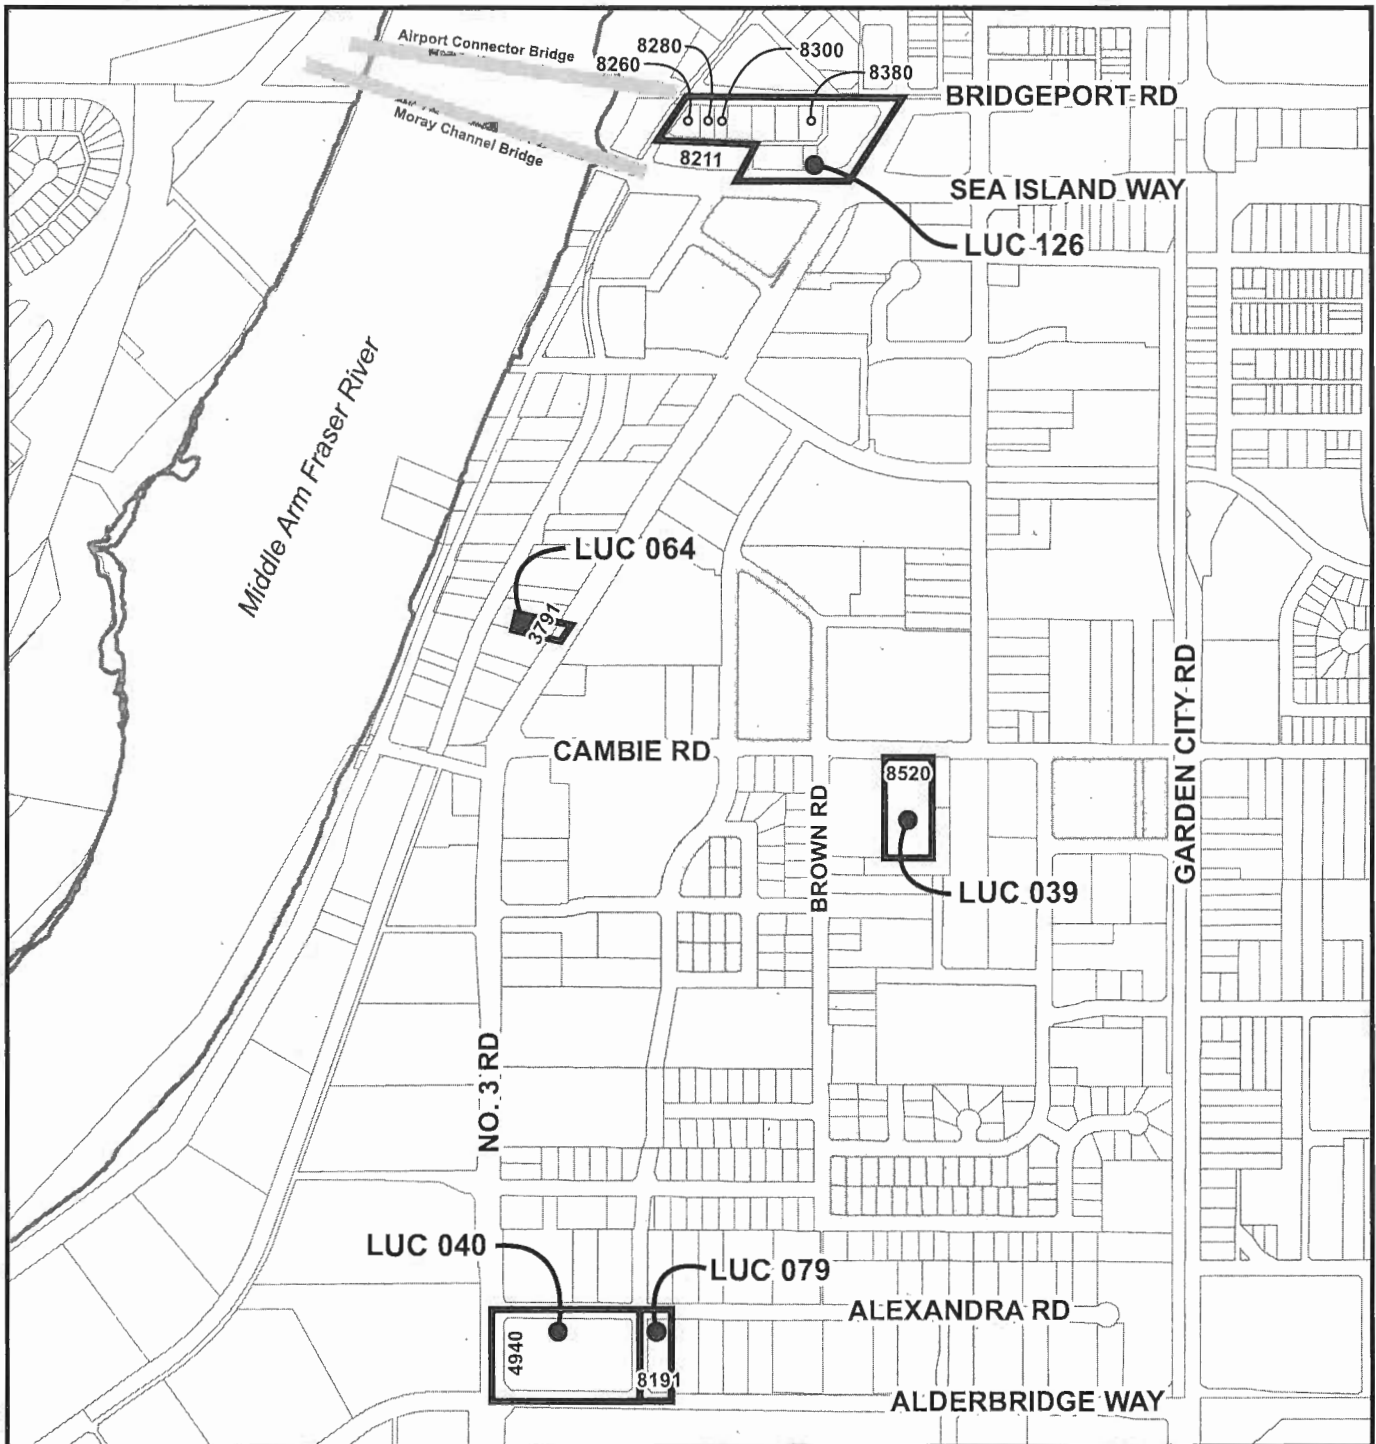 Airport Connector Bridge
8280
8300
8260
8380
BRIDGEPORT RD
Moray Channel Bridge
8211
SEA ISLAND WAY
LUC 126
Middle Arm Fraser River
LUC 064
3791
CAMBIE RD
GARDEN CITY RD
8520
BROWN RD
LUC 039
NO. 3 RD
LUC 040
LUC 079
ALEXANDRA RD
4940
8191
ALDERBRIDGE WAY